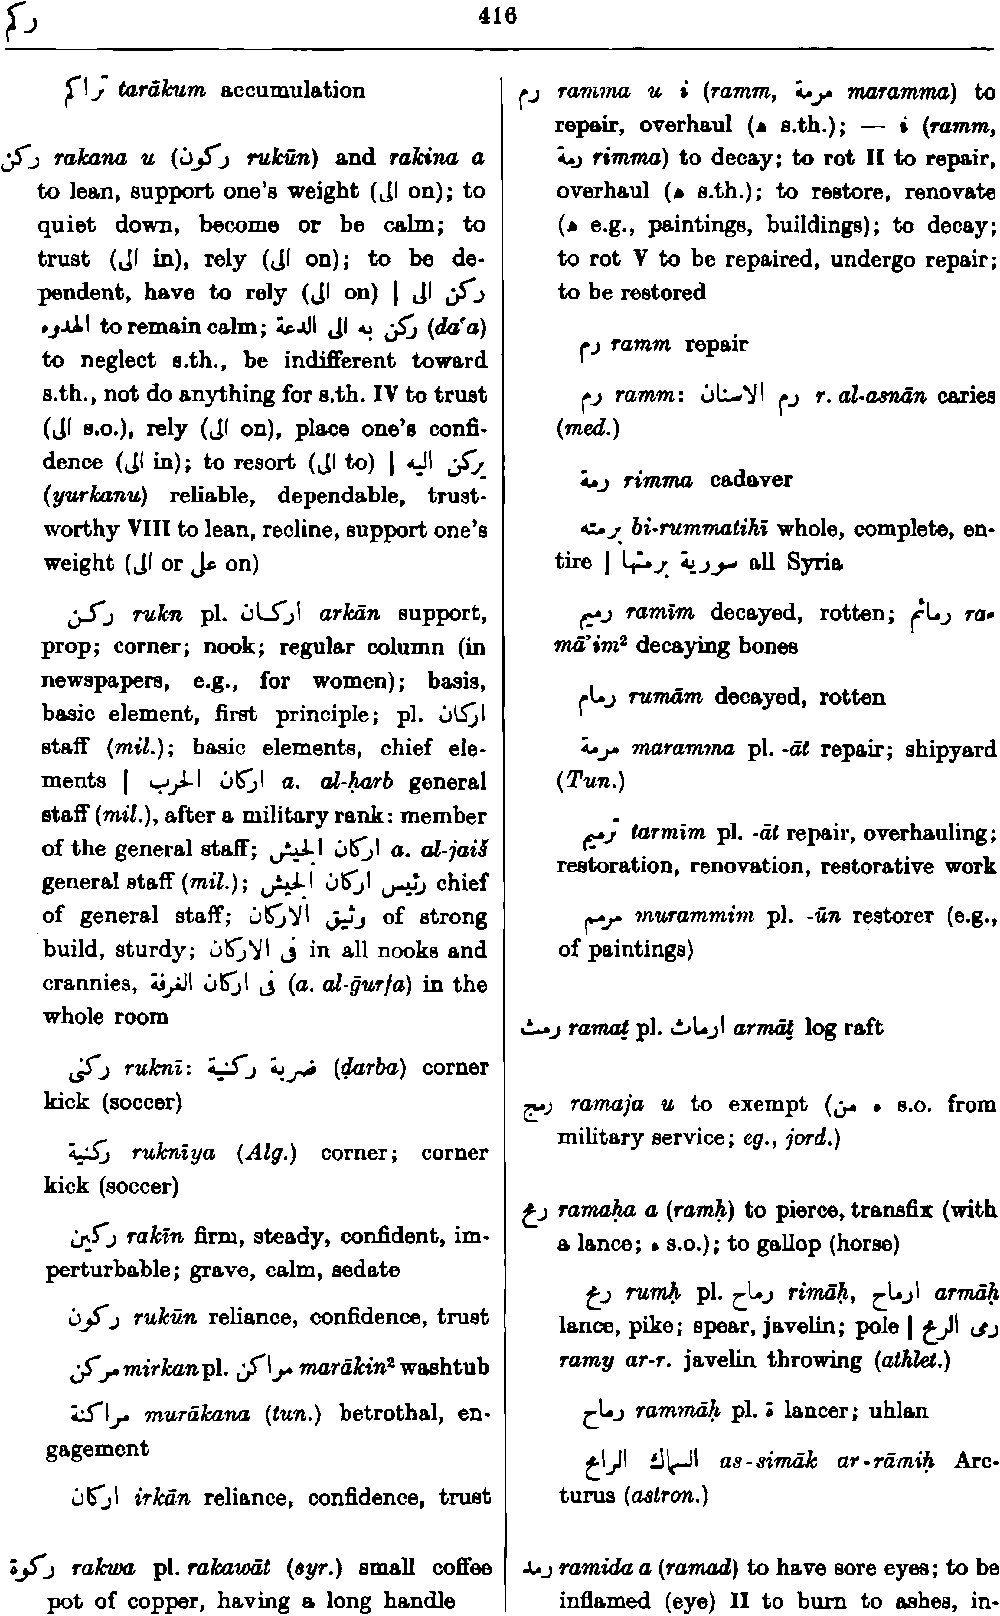 ركم
416
تراكم tarākum accumulation
ركن rakana u (ركون rukūn) and rakina a
to lean, support one's weight (الى on); to
quiet down, become or be calm; to
trust (الى in), rely (الى on); to be de-
pendent, have to rely (الى on) | ركن الى
الهدوء to remain calm; ركن به الى الدعة (da‘a)
to neglect s.th., be indifferent toward
s.th., not do anything for s.th. IV to trust
(الى s.o.), rely (الى on), place one's confi-
dence (الى in); to resort (الى to) | يركن اليه
(yurkanu) reliable, dependable, trust-
worthy VIII to lean, recline, support one's
weight (الى or على on)
ركن rukn pl. اركان arkān support,
prop; corner; nook; regular column (in
newspapers, e.g., for women); basis,
basic element, first principle; pl. اركان
staff (mil.); basic elements, chief ele-
ments | اركان الحرب a. al-ḥarb general
staff (mil.), after a military rank: member
of the general staff; اركان الجيش a. al-jaiš
general staff (mil.); رئيس اركان الجيش chief
of general staff; وثيق الاركان of strong
build, sturdy; فى الاركان in all nooks and
crannies, فى اركان الغرفة (a. al-ḡurfa) in the
whole room
ركنى ruknī: ضربة ركنية (ḍarba) corner
kick (soccer)
ركنية ruknīya (Alg.) corner; corner
kick (soccer)
ركين rakīn firm, steady, confident, im-
perturbable; grave, calm, sedate
ركون rukūn reliance, confidence, trust
مركن mirkan pl. مراكن marākin² washtub
مراكنة murākana (tun.) betrothal, en-
gagement
اركان irkān reliance, confidence, trust
ركوة rakwa pl. rakawāt (syr.) small coffee
pot of copper, having a long handle
رم ramma u i (ramm, مرمة maramma) to
repair, overhaul (ه s.th.); — i (ramm,
رمة rimma) to decay; to rot II to repair,
overhaul (ه s.th.); to restore, renovate
(ه e.g., paintings, buildings); to decay;
to rot V to be repaired, undergo repair;
to be restored
رم ramm repair
رم ramm: رم الاسنان r. al-asnān caries
(med.)
رمة rimma cadaver
برمته bi-rummatihī whole, complete, en-
tire | سورية برمتها all Syria
رميم ramīm decayed, rotten; رمائم ra-
mā’im² decaying bones
رمام rumām decayed, rotten
مرمة maramma pl. -āt repair; shipyard
(Tun.)
ترميم tarmīm pl. -āt repair, overhauling;
restoration, renovation, restorative work
مرمم murammim pl. -ūn restorer (e.g.,
of paintings)
رمث ramaṯ pl. ارماث armāṯ log raft
رمج ramaja u to exempt (ه من s.o. from
military service; eg., jord.)
رمح ramaḥa a (ramḥ) to pierce, transfix (with
a lance; ه s.o.); to gallop (horse)
رمح rumḥ pl. رماح rimāḥ, ارماح armāḥ
lance, pike; spear, javelin; pole | رمى الرمح
ramy ar-r. javelin throwing (athlet.)
رماح rammāḥ pl. ة lancer; uhlan
السماك الرامح as-simāk ar-rāmiḥ Arc-
turus (astron.)
رمد ramida a (ramad) to have sore eyes; to be
inflamed (eye) II to burn to ashes, in-